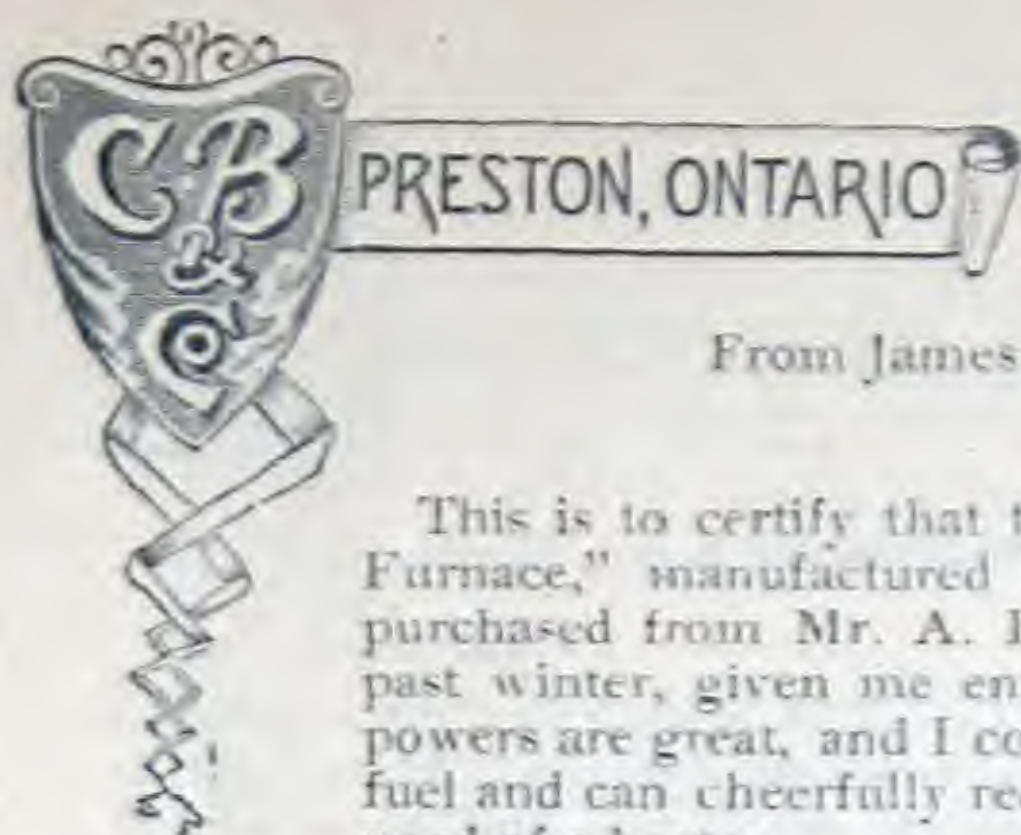 CB
& Co.
PRESTON, ONTARIO
From James
This is to certify that
Furnace," manufactured
purchased from Mr. A.
past winter, given me
powers are great, and I
fuel and can cheerfully